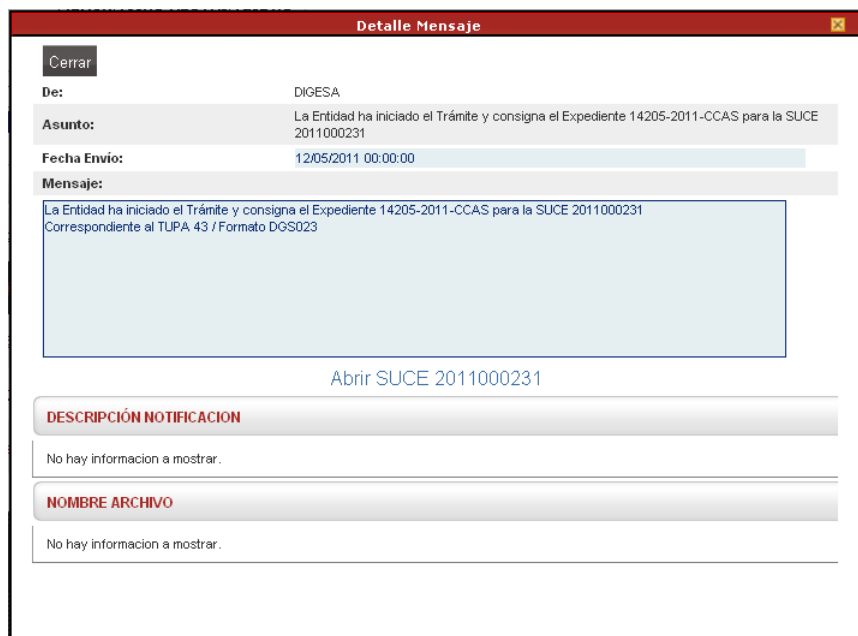 Detalle Mensaje
Cerrar
De: DIGESA
Asunto: La Entidad ha iniciado el Trámite y consigna el Expediente 14205-2011-CCAS para la SUCE
2011000231
Fecha Envío: 12/05/2011 00:00:00
Mensaje:
La Entidad ha iniciado el Trámite y consigna el Expediente 14205-2011-CCAS para la SUCE 2011000231
Correspondiente al TUPA 43 / Formato DGS023
Abrir SUCE 2011000231
DESCRIPCIÓN NOTIFICACION
No hay informacion a mostrar.
NOMBRE ARCHIVO
No hay informacion a mostrar.